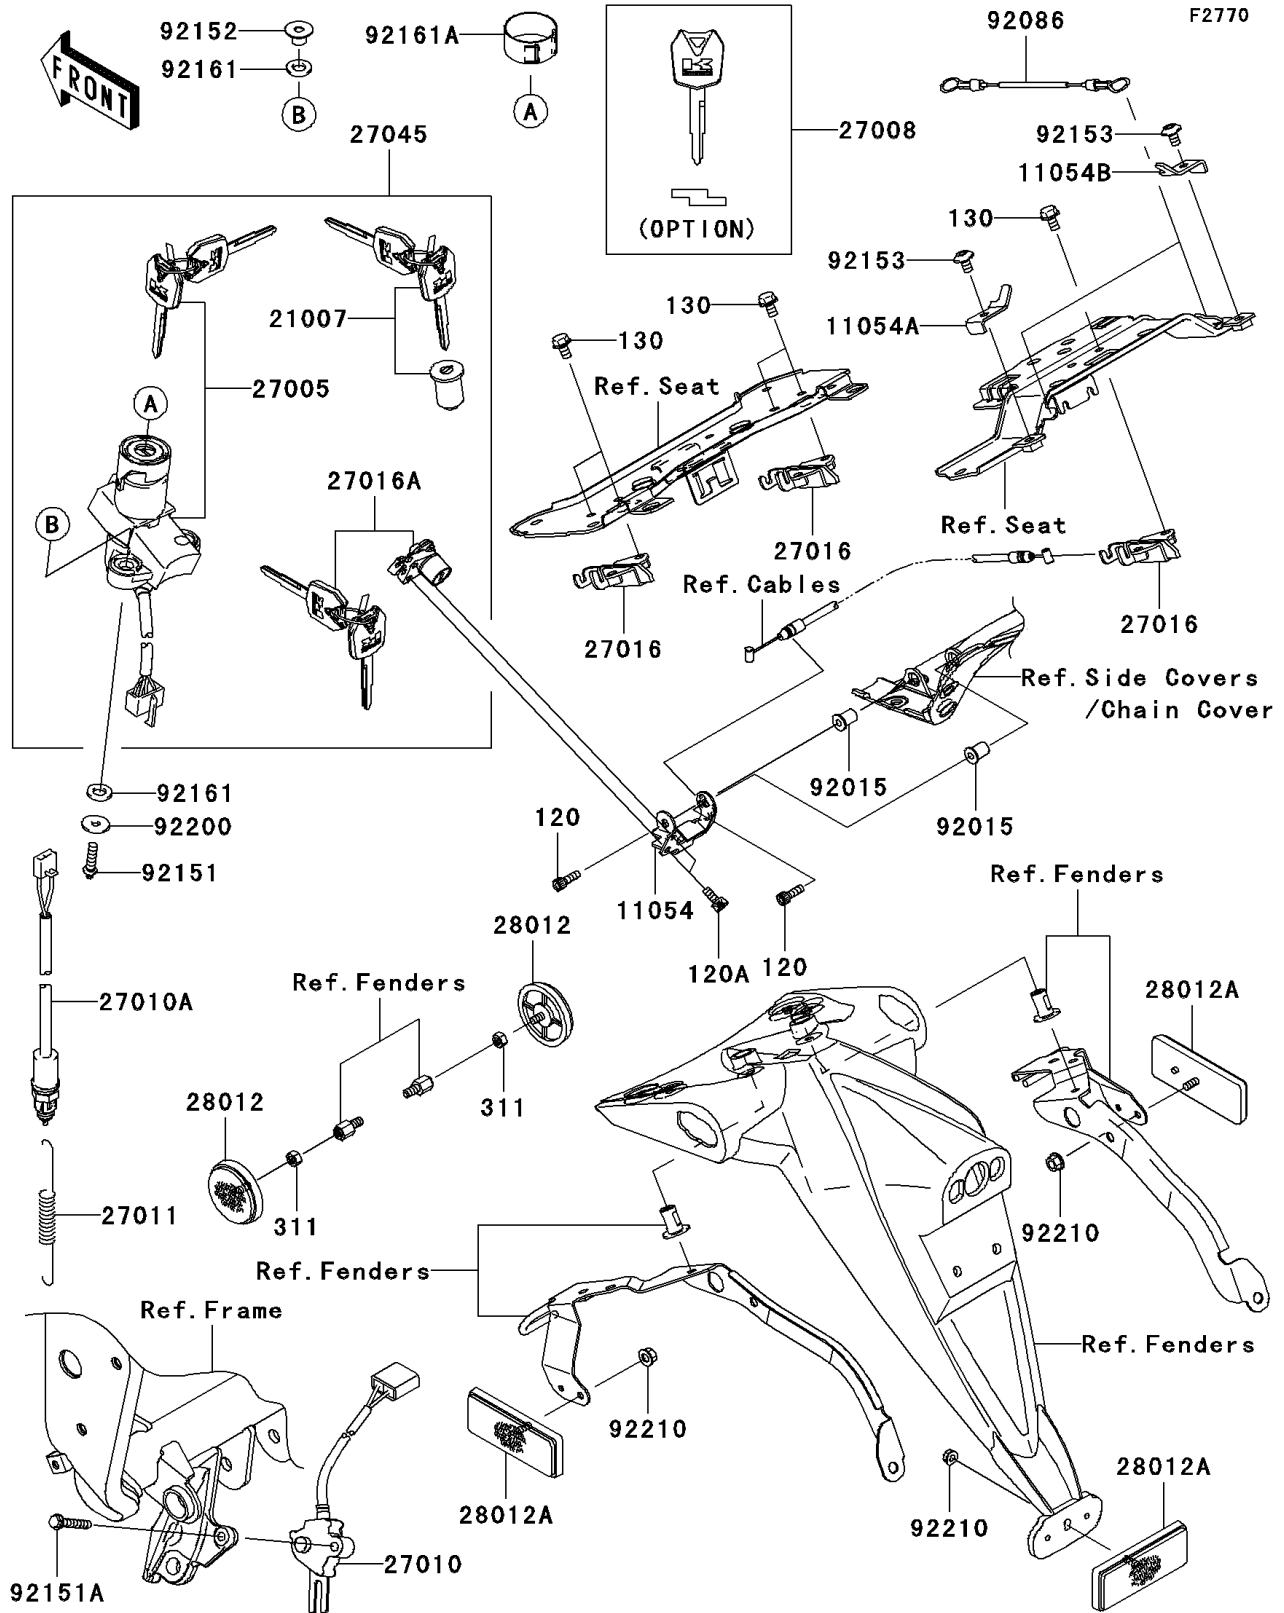 F2770
92152
92161A
92086
FRONT
92161
B
A
27045
27008
92153
11054B
(OPTION)
130
92153
130
21007
130
11054A
27005
Ref.Seat
A
27016A
B
27016
Ref.Seat
Ref.Cables
27016
27016
Ref.Side Covers
/Chain Cover
92161
92015
92200
120
92015
92151
Ref.Fenders
11054
28012
120A
120
Ref.Fenders
27010A
28012A
28012
311
27011
311
92210
Ref.Fenders
Ref.Frame
Ref.Fenders
92210
28012A
28012A
92210
27010
92151A